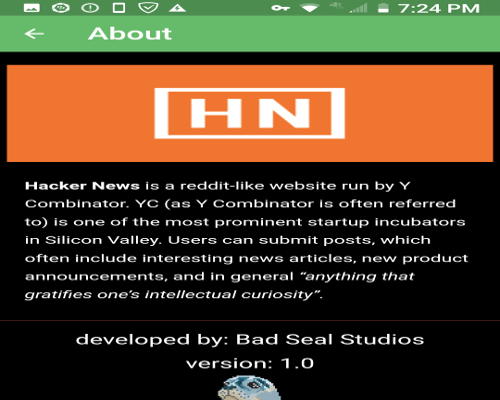 7:24 PM
About
HN
Hacker News is a reddit-like website run by Y
Combinator. YC (as Y Combinator is often referred
to) is one of the most prominent startup incubators
in Silicon Valley. Users can submit posts, which
often include interesting news articles, new product
announcements, and in general “anything that
gratifies one’s intellectual curiosity”.
developed by: Bad Seal Studios
version: 1.0